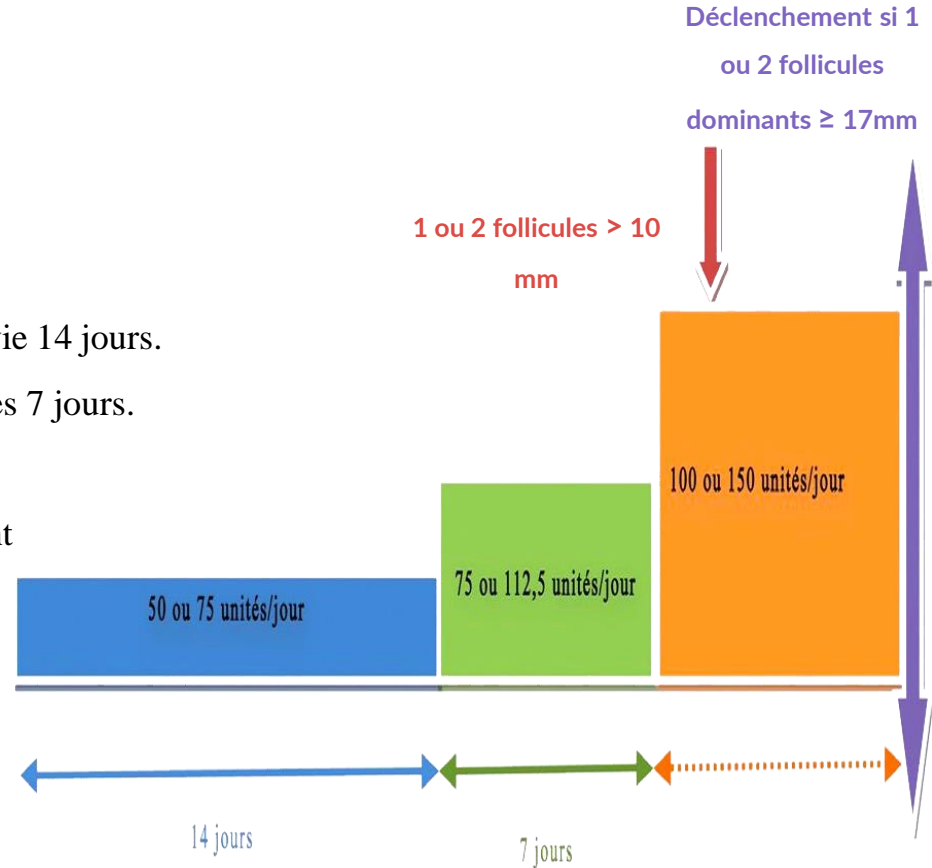 Déclenchement si 1
ou 2 follicules
dominants ≥ 17mm
1 ou 2 follicules > 10
mm
ie 14 jours.
es 7 jours.
t
100 ou 150 unités/jour
75 ou 112,5 unités/jour
50 ou 75 unités/jour
14 jours
7 jours